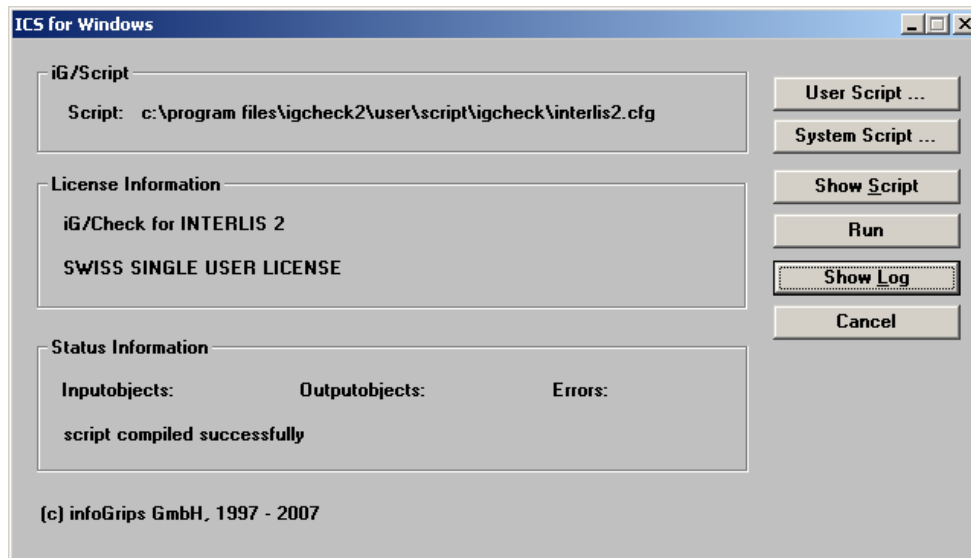 ICS for Windows
iG/Script
Script: c:\program files\igcheck2\user\script\igcheck\interlis2.cfg
License Information
iG/Check for INTERLIS 2
SWISS SINGLE USER LICENSE
Status Information
Inputobjects: Outputobjects: Errors:
script compiled successfully
(c) infoGrips GmbH, 1997 - 2007
User Script ...
System Script ...
Show Script
Run
Show Log
Cancel